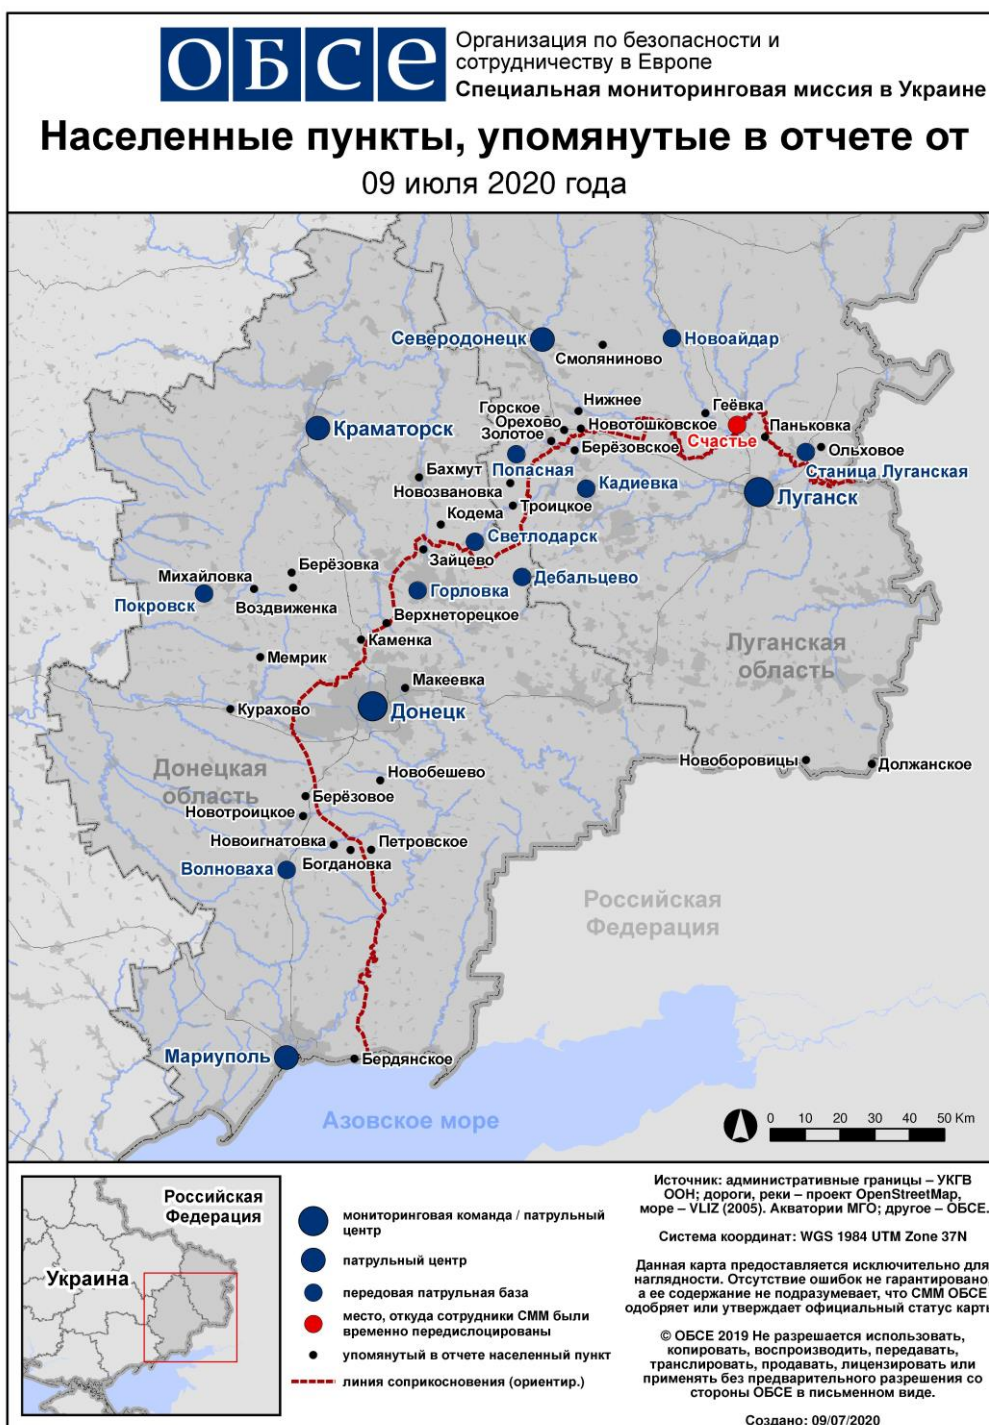 ОБСЕ
Организация по безопасности и
сотрудничеству в Европе
Специальная мониторинговая миссия в Украине
Населенные пункты, упомянутые в отчете от
09 июля 2020 года
Северодонецк
Смоляниново
Новоайдар
Нижнее
Горское
Орехово
Золотое
Новотошковское
Берёзовское
Геёвка
Счастье
Паньковка
Ольховое
Станица Луганская
Луганск
Краматорск
Попасная
Бахмут
Новозвановка
Кадиевка
Троицкое
Кодема
Светлодарск
Зайцево
Берёзовка
Михайловка
Покровск
Воздвиженка
Горловка
Дебальцево
Верхнеторецкое
Каменка
Мемрик
Луганская
область
Макеевка
Курахово
Донецк
Донецкая
область
Новоборовицы
Должанское
Новобешево
Берёзовое
Новотроицкое
Новоигнатовка
Петровское
Богдановка
Волноваха
Российская
Федерация
Мариуполь
Бердянское
Азовское море
0 10 20 30 40 50 Km
Российская
Федерация
Украина
мониторинговая команда / патрульный
центр
патрульный центр
передовая патрульная база
место, откуда сотрудники СММ были
временно передислоцированы
упомянутый в отчете населенный пункт
линия соприкосновения (ориентир.)
Источник: административные границы – УКГВ
ООН; дороги, реки – проект OpenStreetMap,
море – VLIZ (2005). Акватории МГО; другое – ОБСЕ.
Система координат: WGS 1984 UTM Zone 37N
Данная карта предоставляется исключительно для
наглядности. Отсутствие ошибок не гарантировано,
а ее содержание не подразумевает, что СММ ОБСЕ
одобряет или утверждает официальный статус карты
© ОБСЕ 2019 Не разрешается использовать,
копировать, воспроизводить, передавать,
транслировать, продавать, лицензировать или
применять без предварительного разрешения со
стороны ОБСЕ в письменном виде.
Создано: 09/07/2020